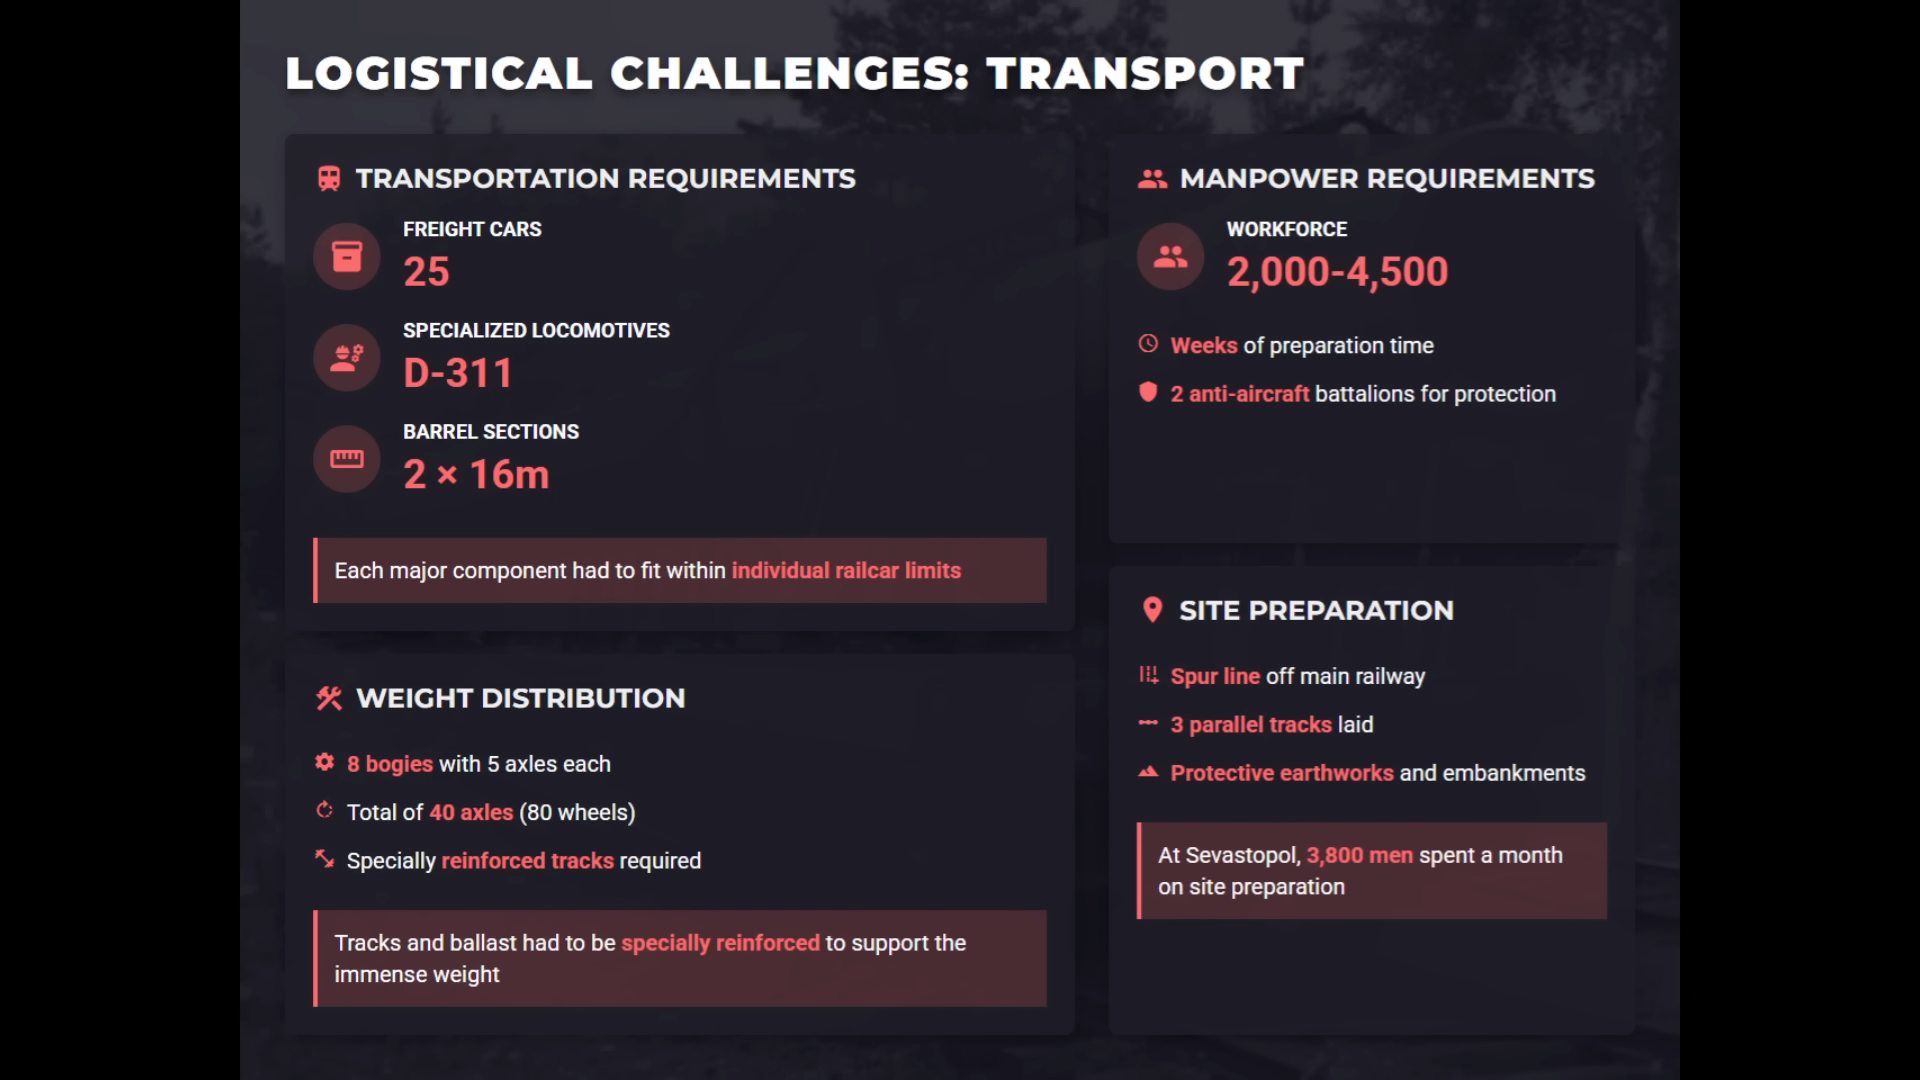 LOGISTICAL CHALLENGES: TRANSPORT
TRANSPORTATION REQUIREMENTS
FREIGHT CARS
25
SPECIALIZED LOCOMOTIVES
D-311
BARREL SECTIONS
2 × 16m
Each major component had to fit within individual railcar limits
WEIGHT DISTRIBUTION
8 bogies with 5 axles each
Total of 40 axles (80 wheels)
Specially reinforced tracks required
Tracks and ballast had to be specially reinforced to support the
immense weight
MANPOWER REQUIREMENTS
WORKFORCE
2,000-4,500
Weeks of preparation time
2 anti-aircraft battalions for protection
SITE PREPARATION
Spur line off main railway
3 parallel tracks laid
Protective earthworks and embankments
At Sevastopol, 3,800 men spent a month
on site preparation